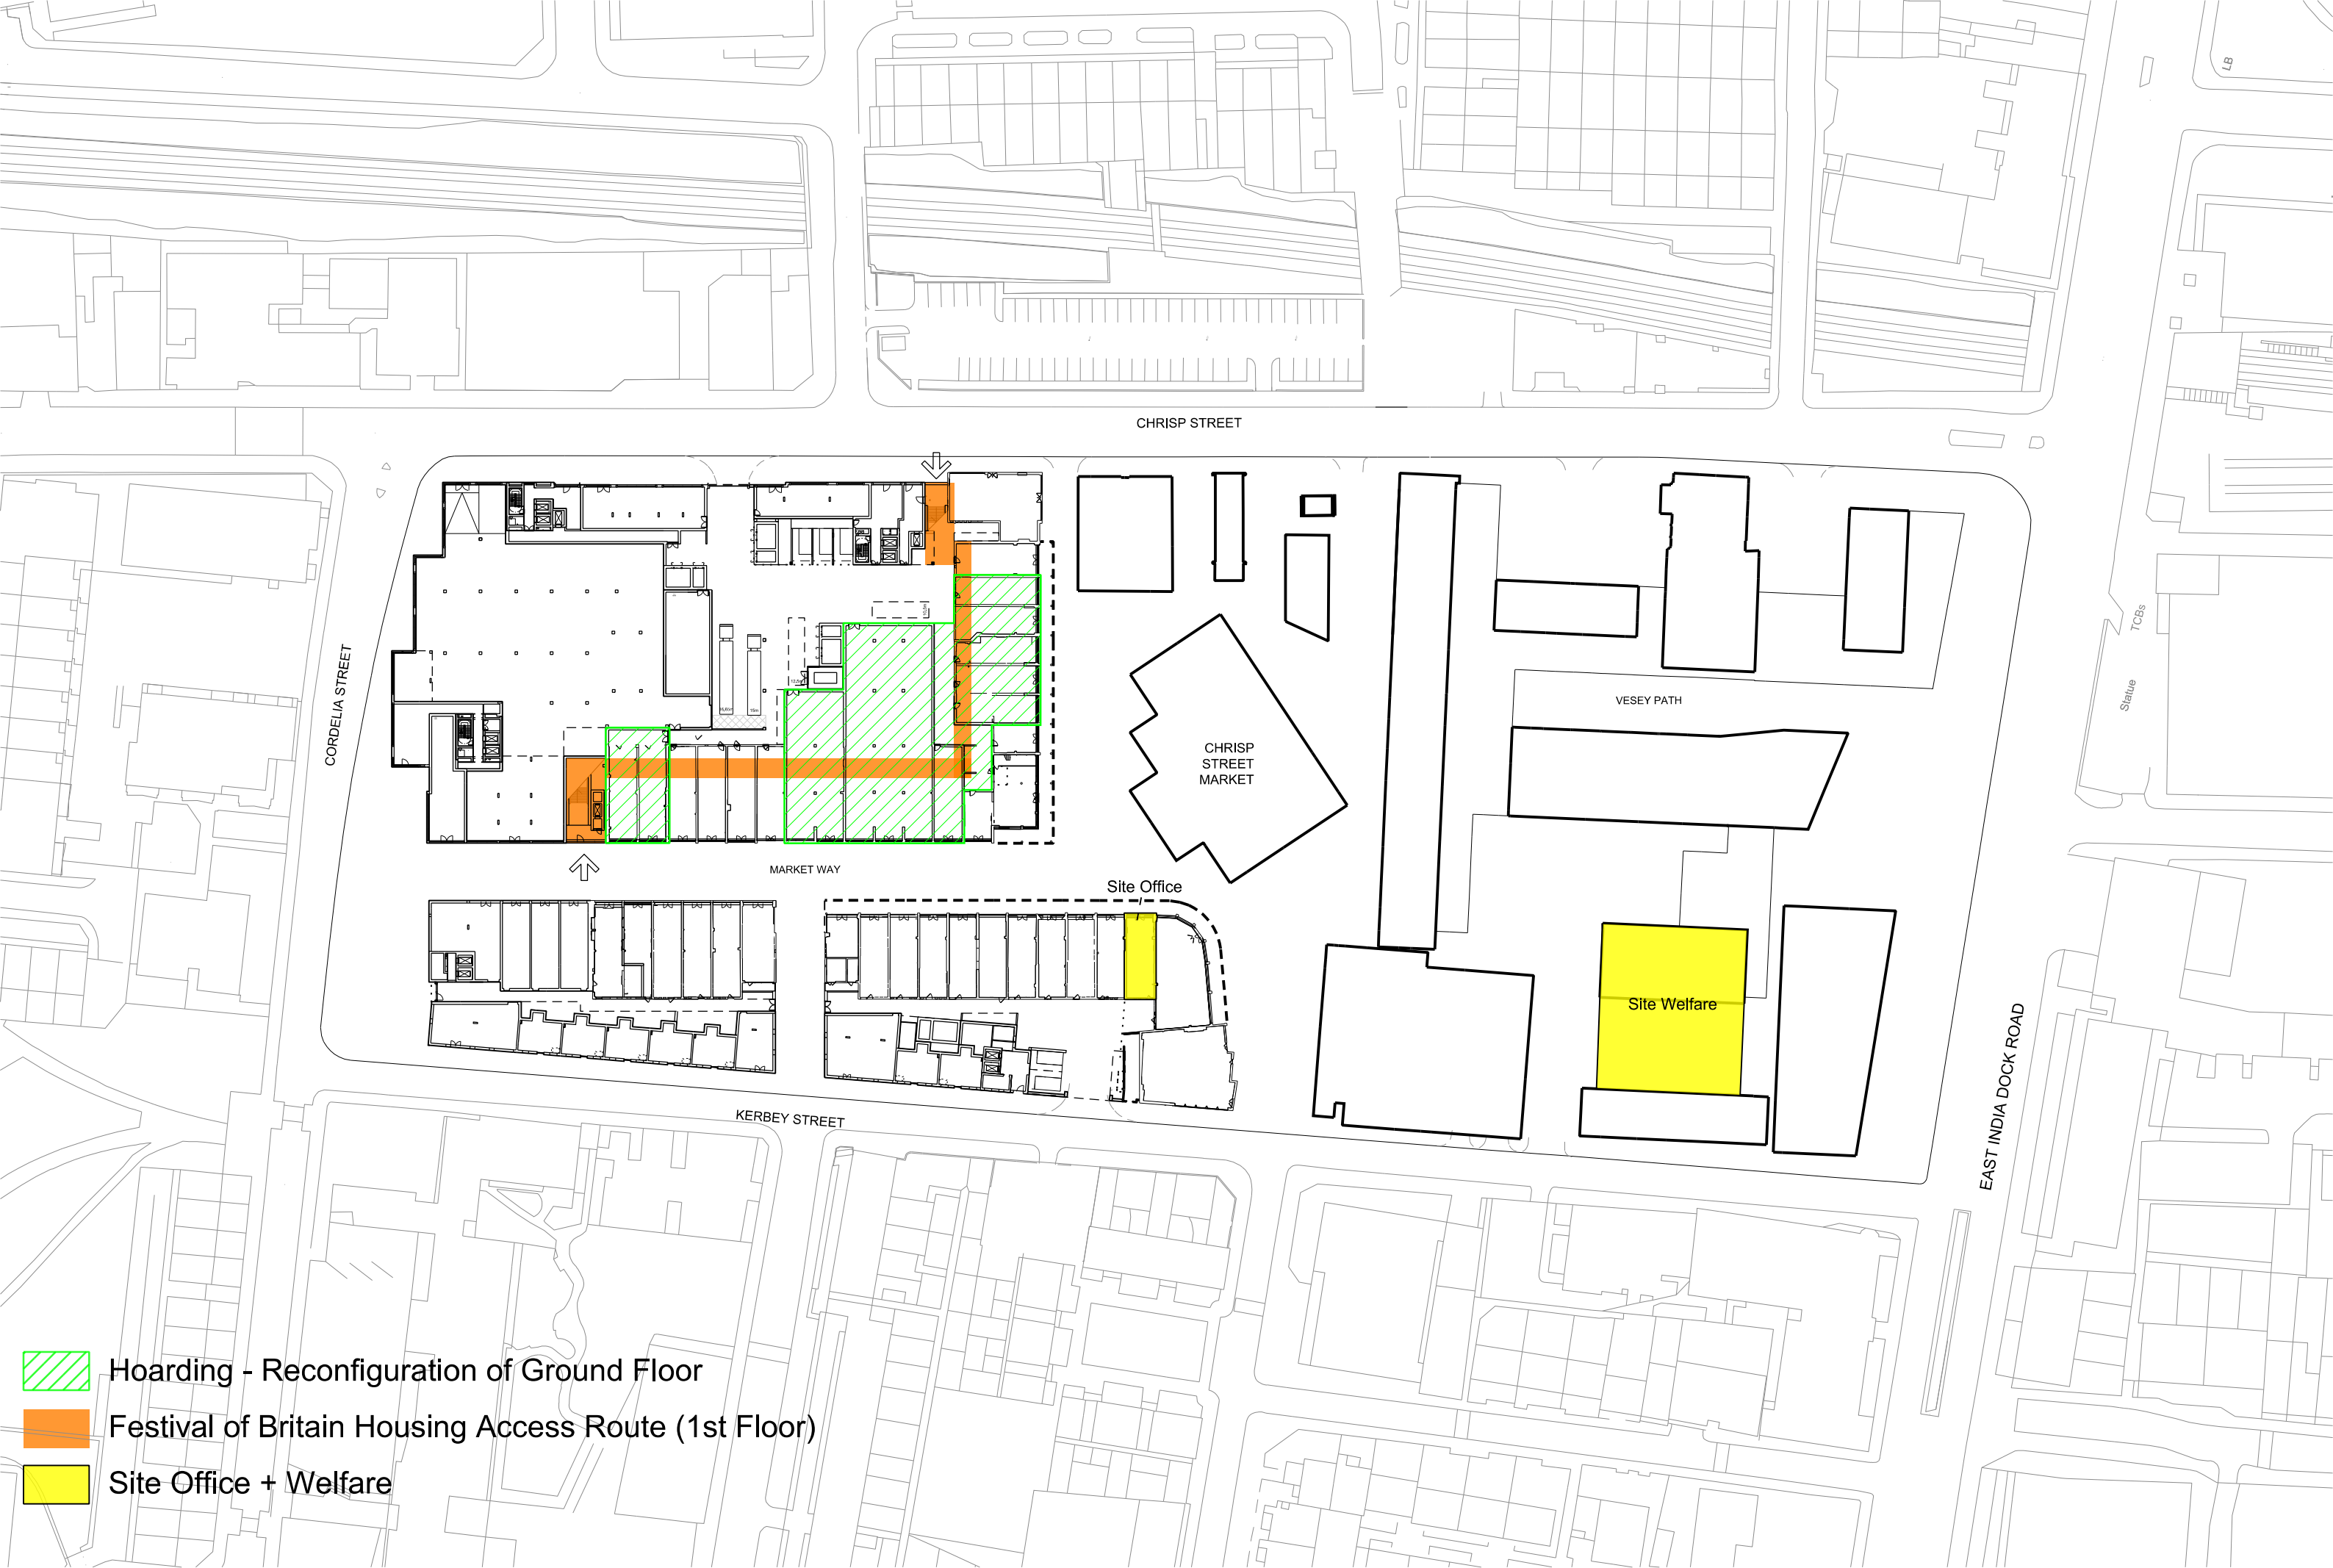 LB
CHRISP STREET
TCBs
CORDELIA STREET
Statue
VESEY PATH
CHRISP
STREET
MARKET
15m
MARKET WAY
Site Office
Site Welfare
EAST INDIA DOCK ROAD
KERBEY STREET
Hoarding - Reconfiguration of Ground Floor
Festival of Britain Housing Access Route (1st Floor)
Site Office + Welfare